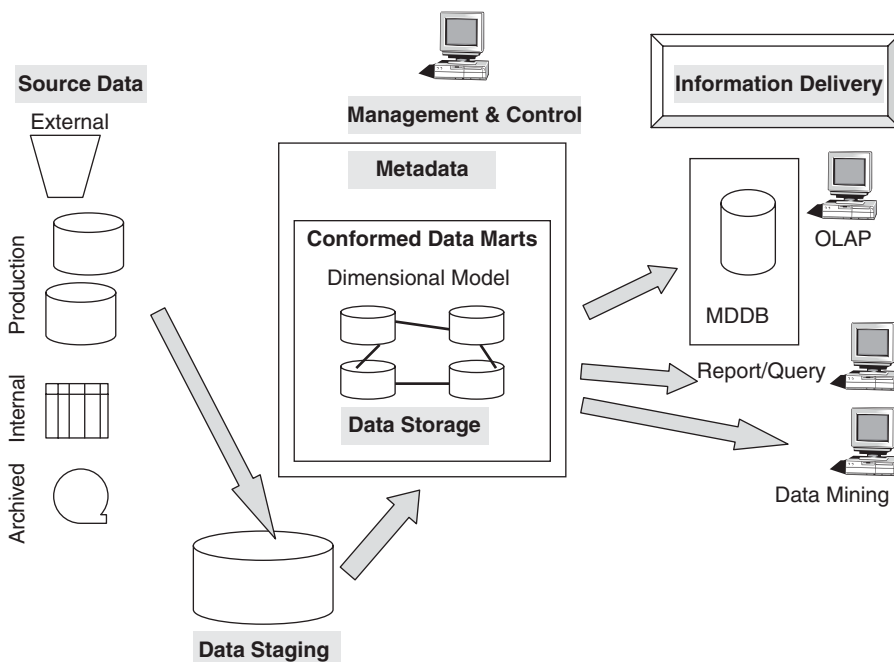 Source Data
External
Production
Internal
Archived
Data Staging
Management & Control
Metadata
Conformed Data Marts
Dimensional Model
Data Storage
Information Delivery
OLAP
MDDB
Report/Query
Data Mining